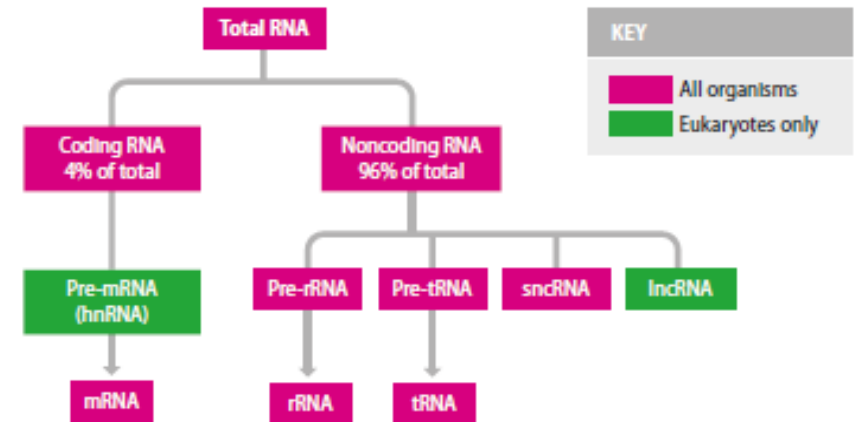 Total RNA
KEY
All organisms
Eukaryotes only
Coding RNA
4% of total
Noncoding RNA
96% of total
Pre-mRNA
(hnRNA)
Pre-rRNA
Pre-tRNA
sncRNA
lncRNA
mRNA
rRNA
tRNA